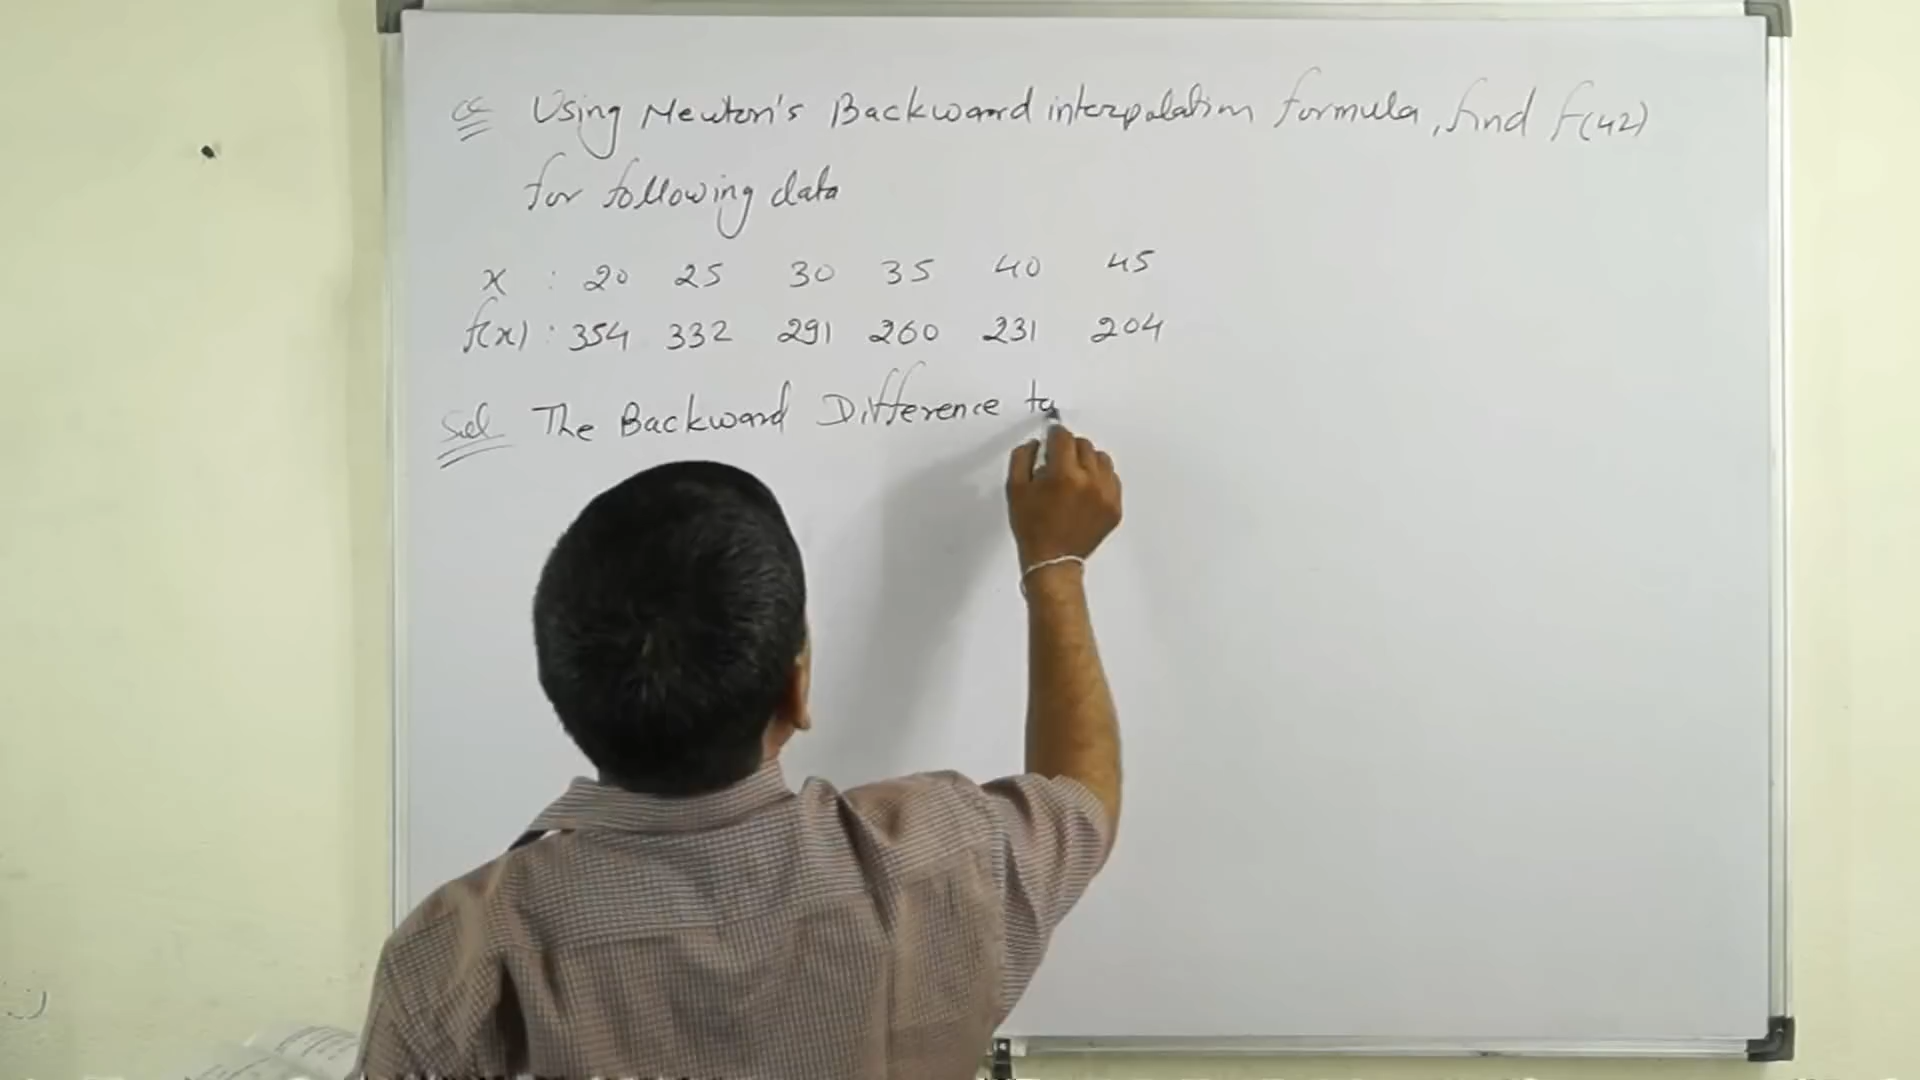 Q Using Newton's Backward interpolation formula, find f(42)
for following data
x : 20 25 30 35 40 45
f(x) : 354 332 291 260 231 204
Sol The Backward Difference ta